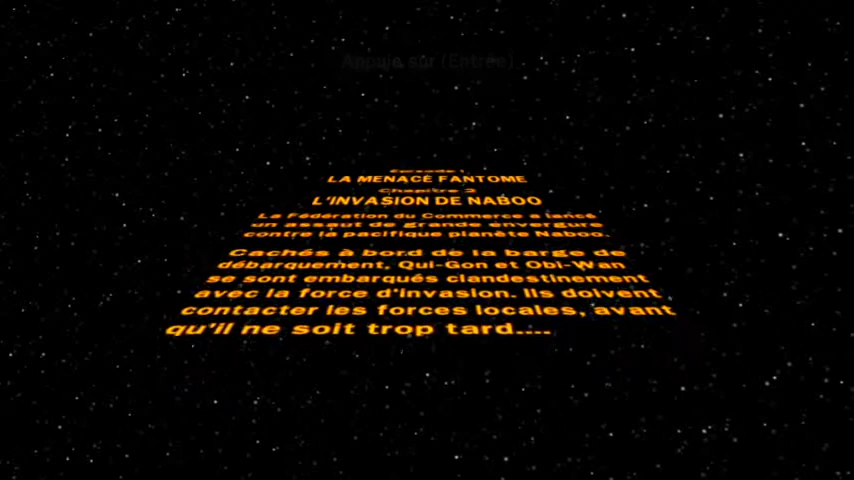 Appuie sur [Entrée]
Episode I
LA MENACE FANTOME
Chapitre 2
L'INVASION DE NABOO
La Fédération du Commerce a lancé
un assaut de grande envergure
contre la pacifique planète Naboo.
Cachés à bord de la barge de
débarquement, Qui-Gon et Obi-Wan
se sont embarqués clandestinement
avec la force d'invasion. Ils doivent
contacter les forces locales, avant
qu'il ne soit trop tard....